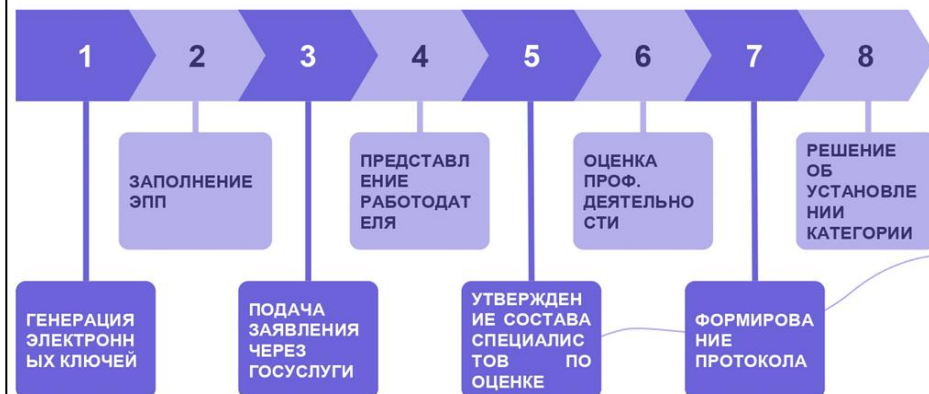 1 2 3 4 5 6 7 8
ЗАПОЛНЕНИЕ
ЭПП
ПРЕДСТАВЛ
ЕНИЕ
РАБОТОДАТ
ЕЛЯ
ОЦЕНКА
ПРОФ.
ДЕЯТЕЛЬНО
СТИ
РЕШЕНИЕ
ОБ
УСТАНОВЛЕ
НИИ
КАТЕГОРИИ
ГЕНЕРАЦИЯ
ЭЛЕКТРОНН
ЫХ КЛЮЧЕЙ
ПОДАЧА
ЗАЯВЛЕНИЯ
ЧЕРЕЗ
ГОСУСЛУГИ
УТВЕРЖДЕН
ИЕ СОСТАВА
СПЕЦИАЛИС
ТОВ ПО
ОЦЕНКЕ
ФОРМИРОВА
НИЕ
ПРОТОКОЛА